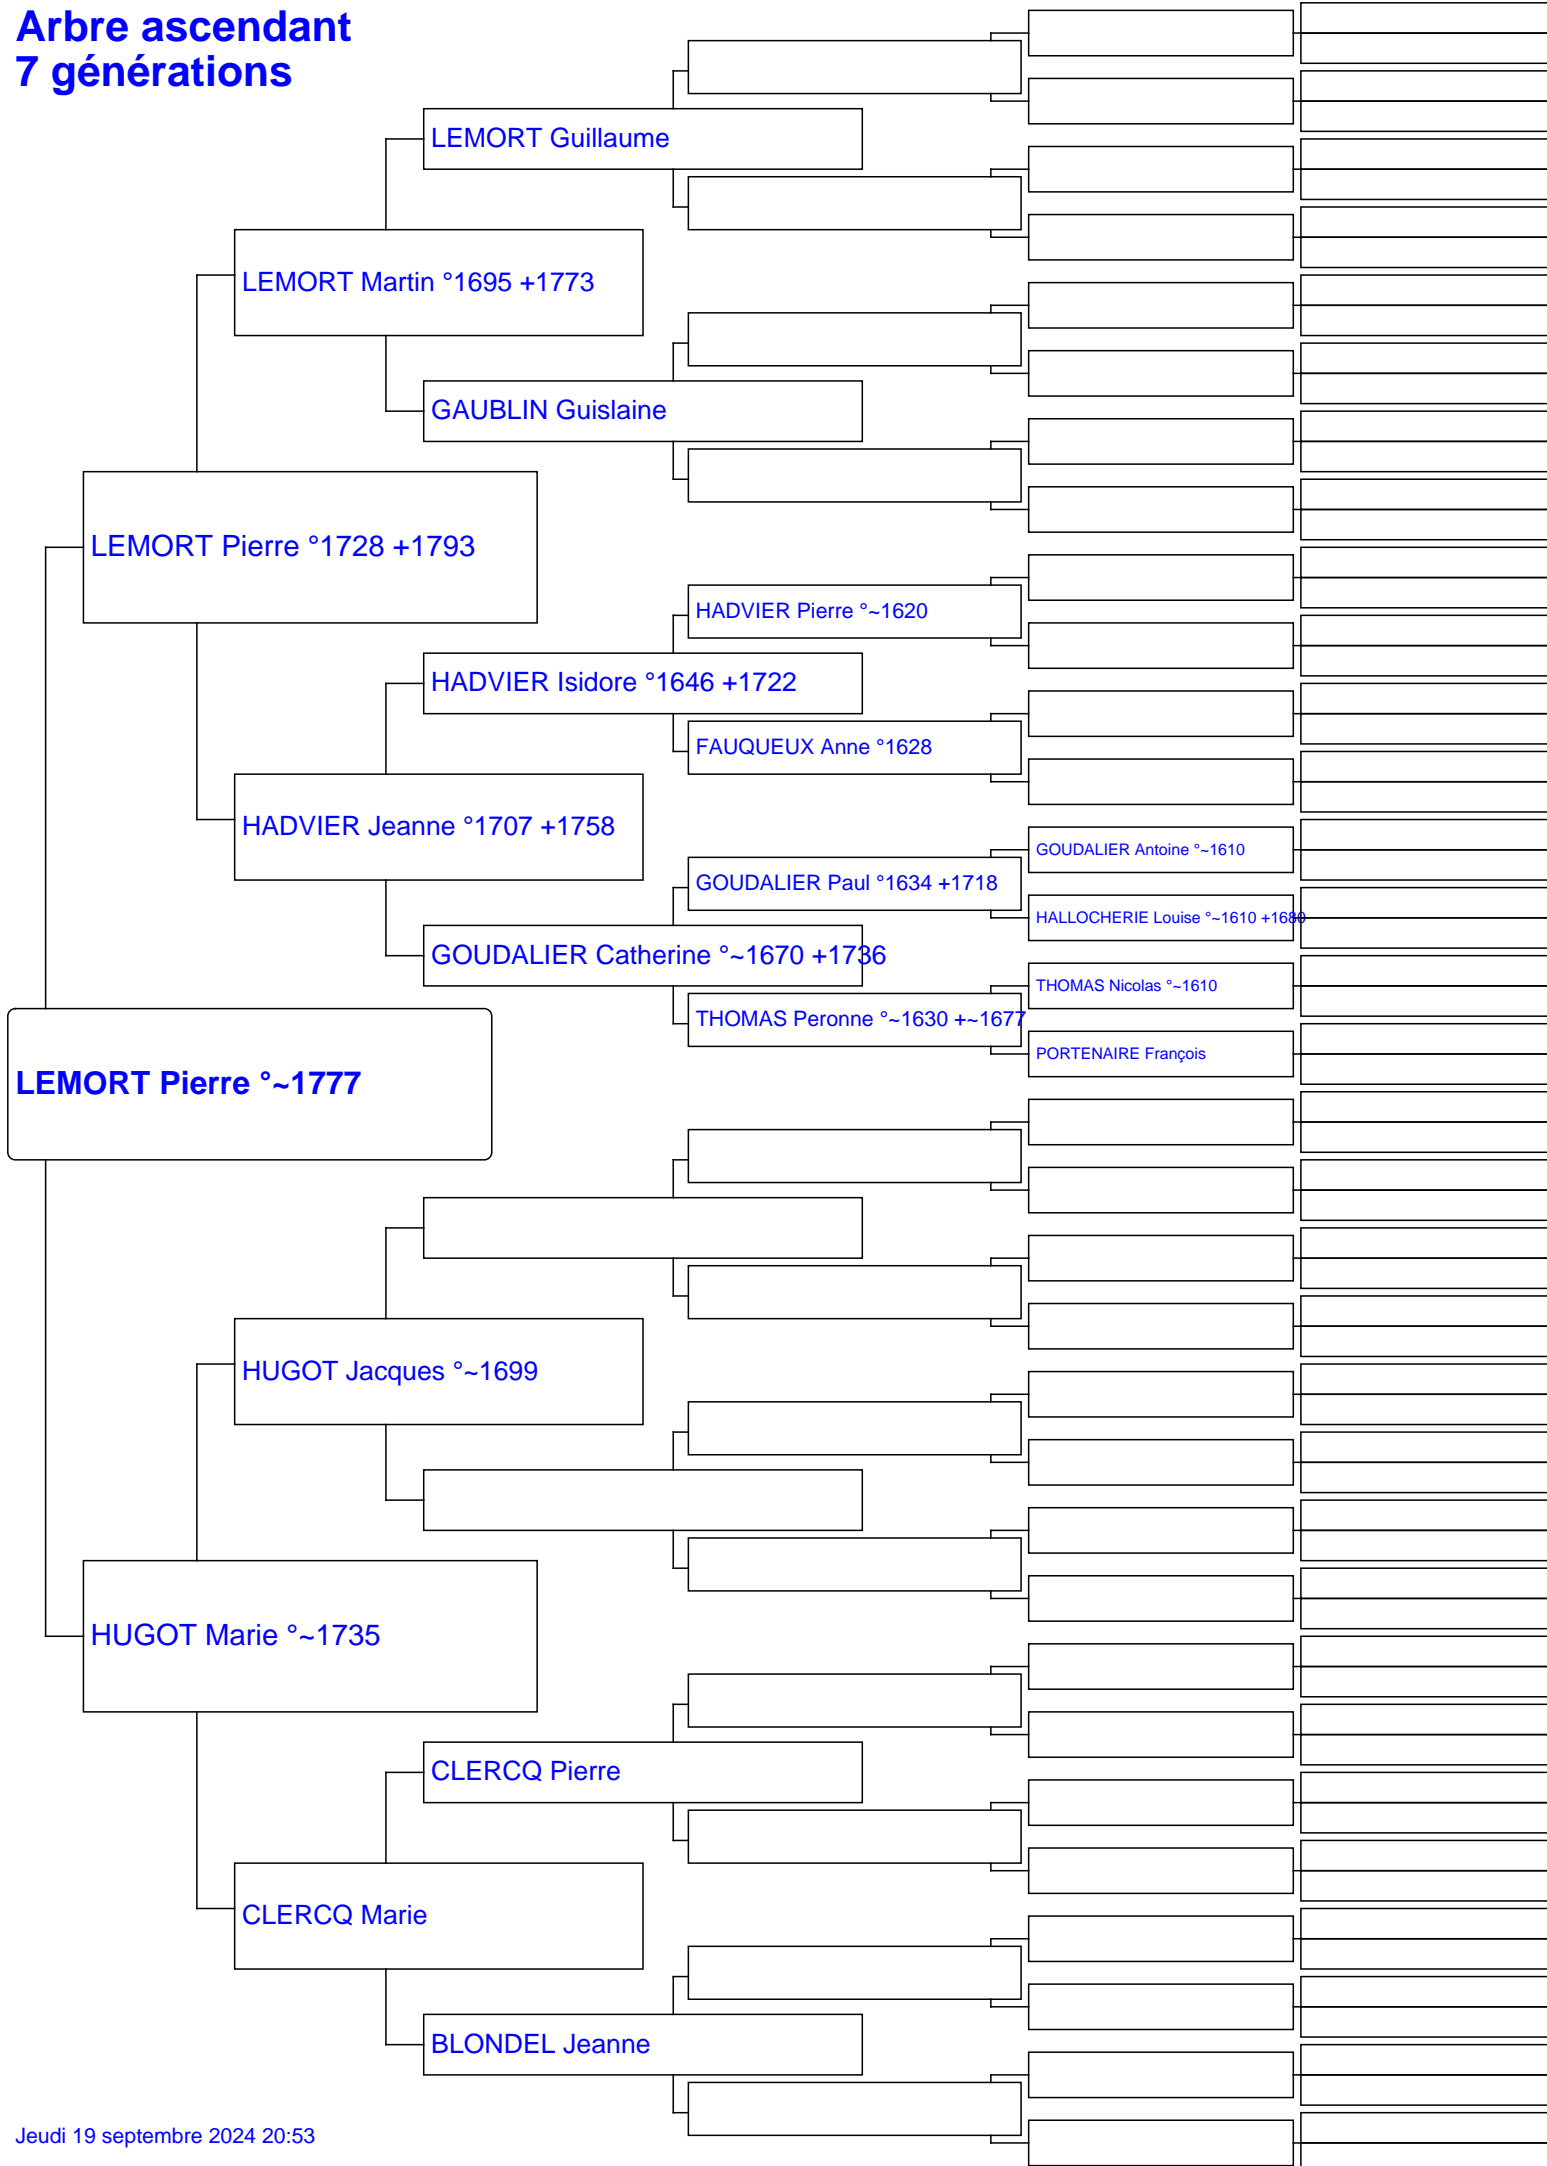 Arbre ascendant
7 générations
LEMORT Guillaume
LEMORT Martin °1695 +1773
GAUBLIN Guislaine
LEMORT Pierre °1728 +1793
HADVIER Pierre °~1620
HADVIER Isidore °1646 +1722
FAUQUEUX Anne °1628
HADVIER Jeanne °1707 +1758
GOUDALIER Antoine °~1610
GOUDALIER Paul °1634 +1718
HALLOCHERIE Louise °~1610 +1680
GOUDALIER Catherine °~1670 +1736
THOMAS Nicolas °~1610
THOMAS Peronne °~1630 +~1677
PORTENAIRE François
LEMORT Pierre °~1777
HUGOT Jacques °~1699
HUGOT Marie °~1735
CLERCQ Pierre
CLERCQ Marie
BLONDEL Jeanne
Jeudi 19 septembre 2024 20:53